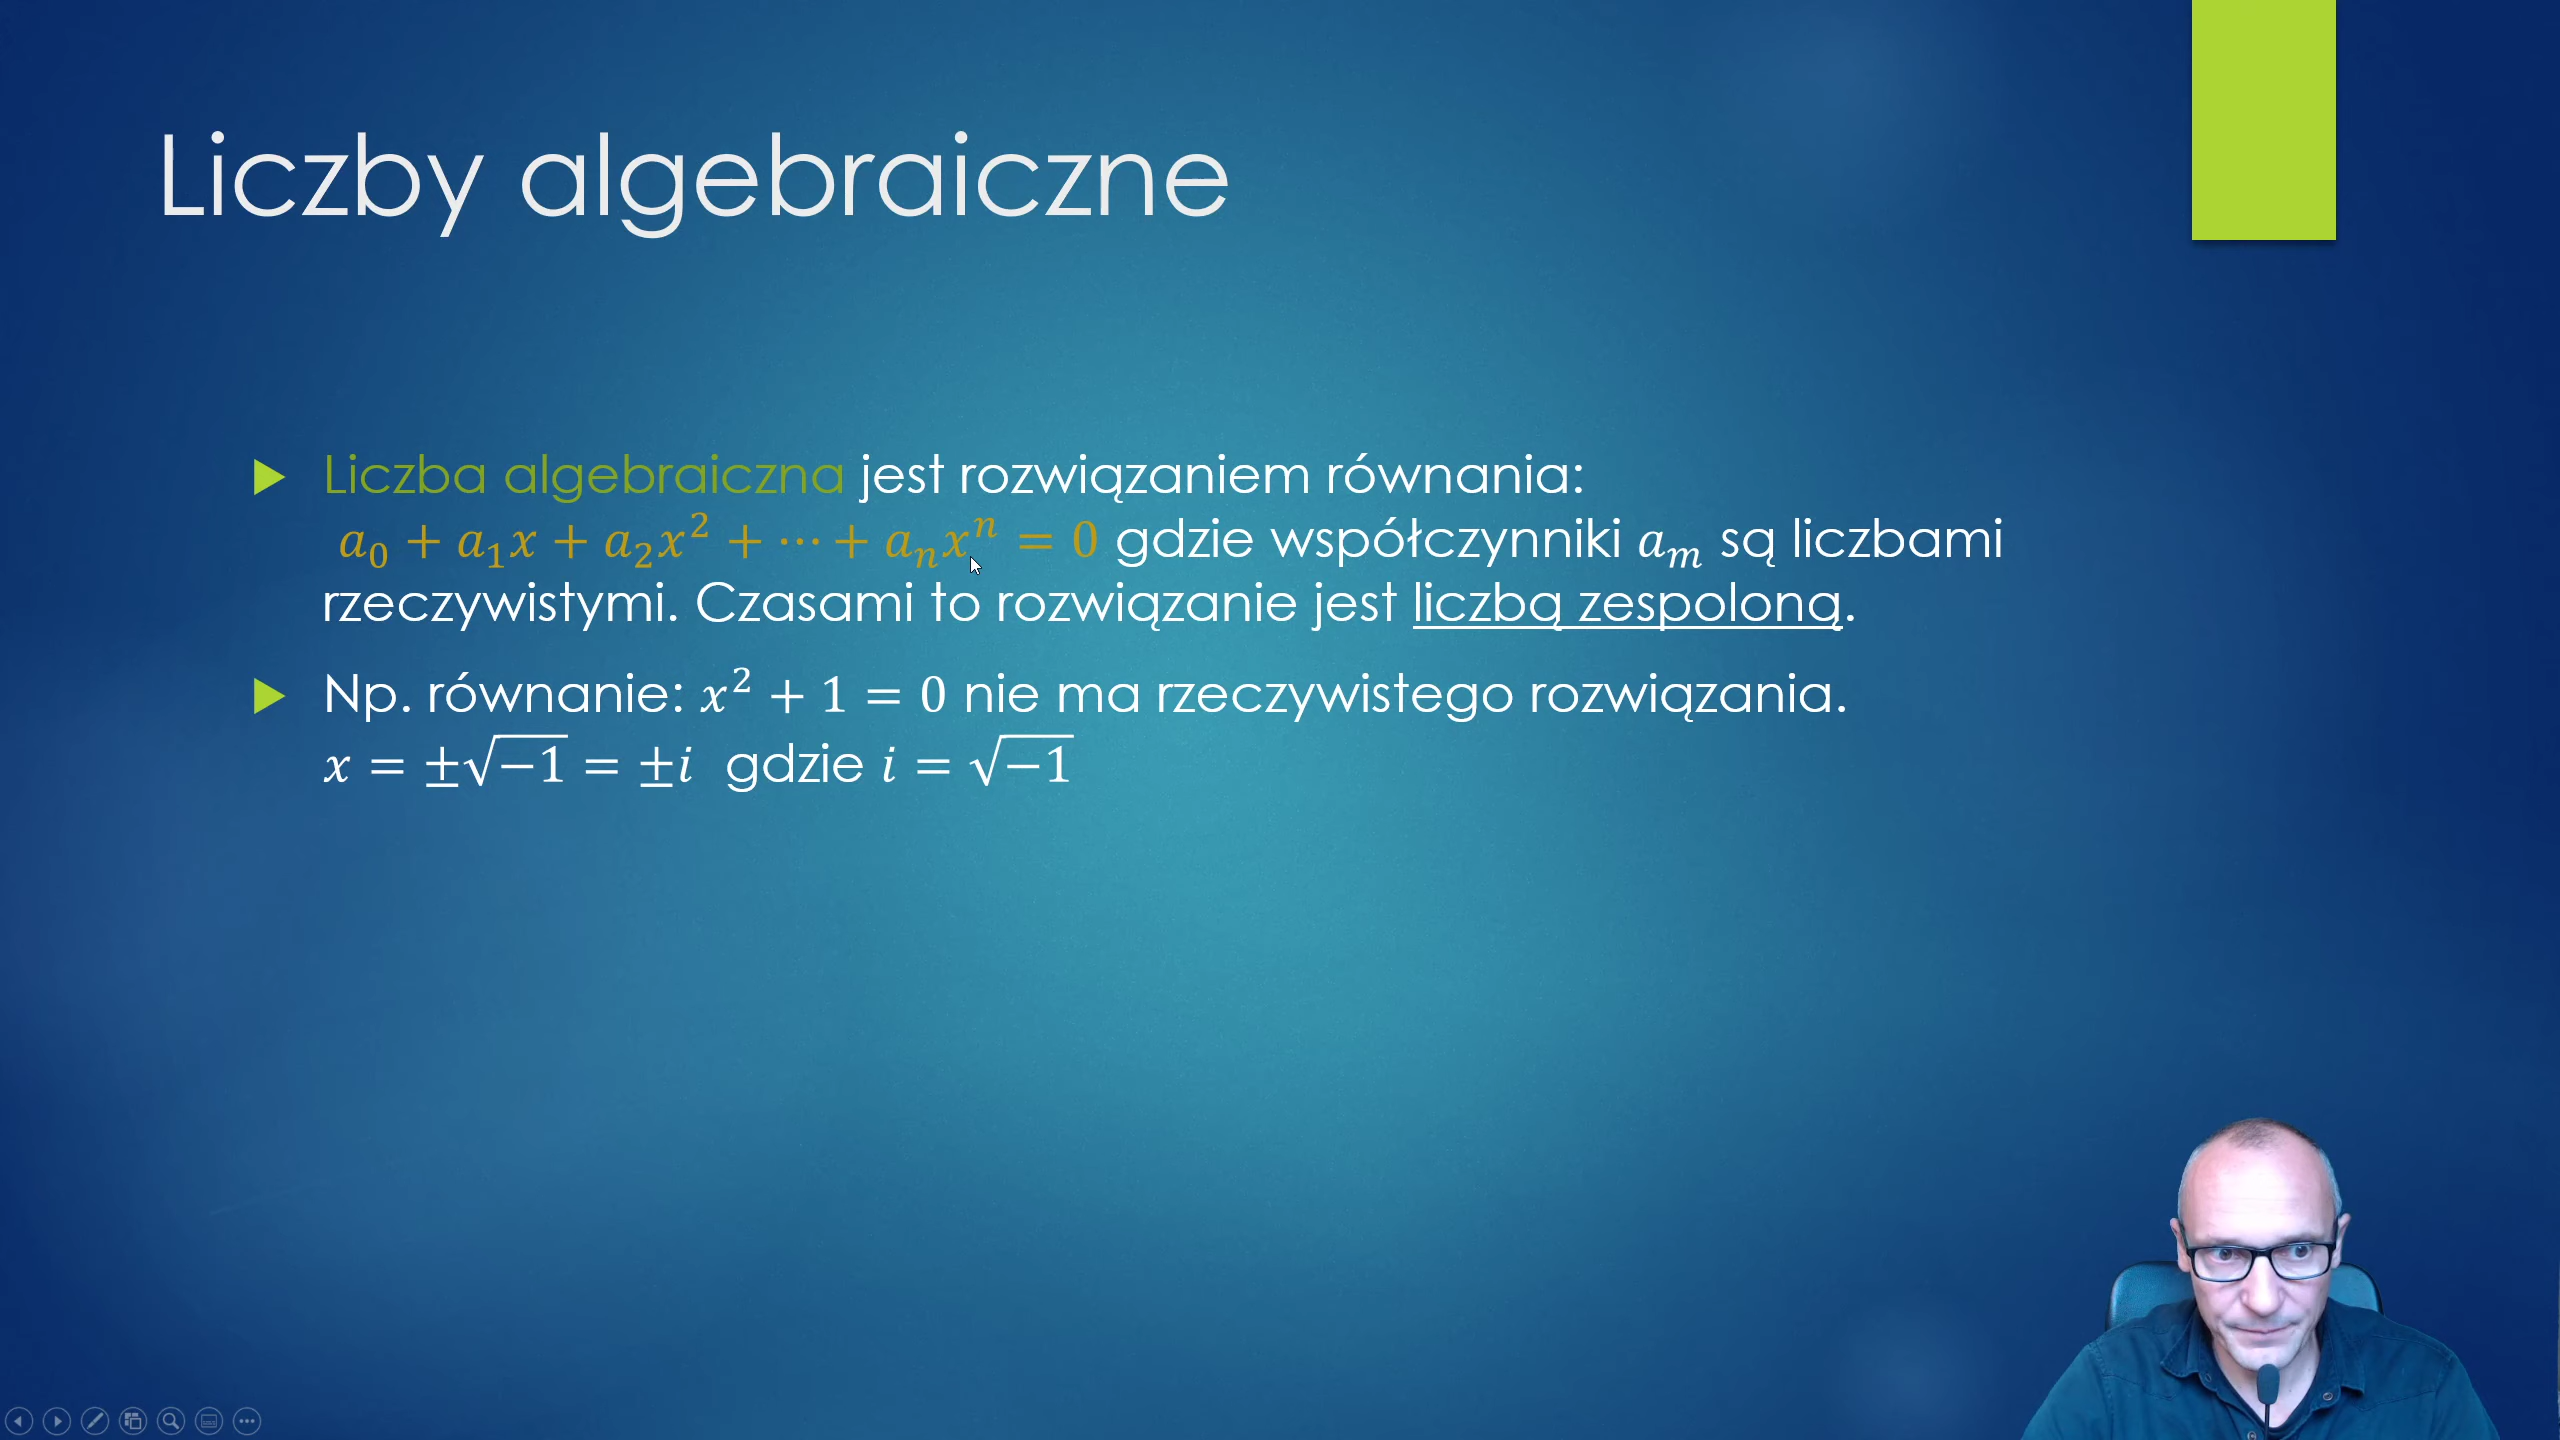 Liczby algebraiczne
Liczba algebraiczna jest rozwiązaniem równania:
a₀ + a₁x + a₂x² + ⋯ + aₙxⁿ = 0 gdzie współczynniki aₘ są liczbami
rzeczywistymi. Czasami to rozwiązanie jest liczbą zespoloną.
Np. równanie: x² + 1 = 0 nie ma rzeczywistego rozwiązania.
x = ±√−1 = ±i gdzie i = √−1